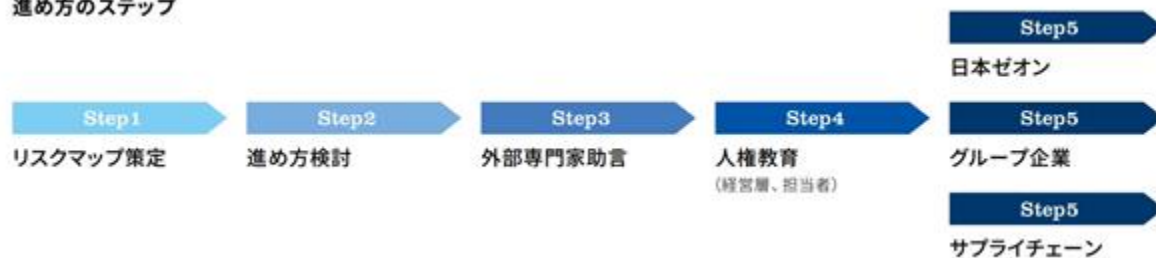 進め方のステップ
Step1
リスクマップ策定
Step2
進め方検討
Step3
外部専門家助言
Step4
人権教育
(経営層、担当者)
Step5
日本ゼオン
Step5
グループ企業
Step5
サプライチェーン